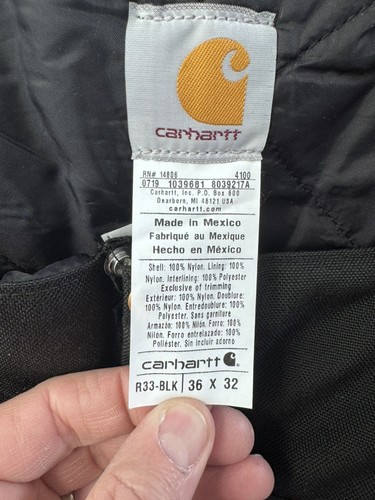 carhartt
RN# 14806 4100
0719 1039681 8039217A
Carhartt, Inc. P.O. Box 600
Dearborn, MI 48121 USA
carhartt.com
Made in Mexico
Fabriqué au Mexique
Hecho en México
Shell: 100% Nylon. Lining: 100%
Nylon. Interlining: 100% Polyester
Exclusive of trimming
Extérieur: 100% Nylon. Doublure:
100% Nylon. Entredoublure: 100%
Polyester. Sans garniture
Armazón: 100% Nilón. Forro: 100%
Nilón. Forro entrelazado: 100%
Poliéster. Sin incluir adorno
carhartt
R33-BLK 36 X 32